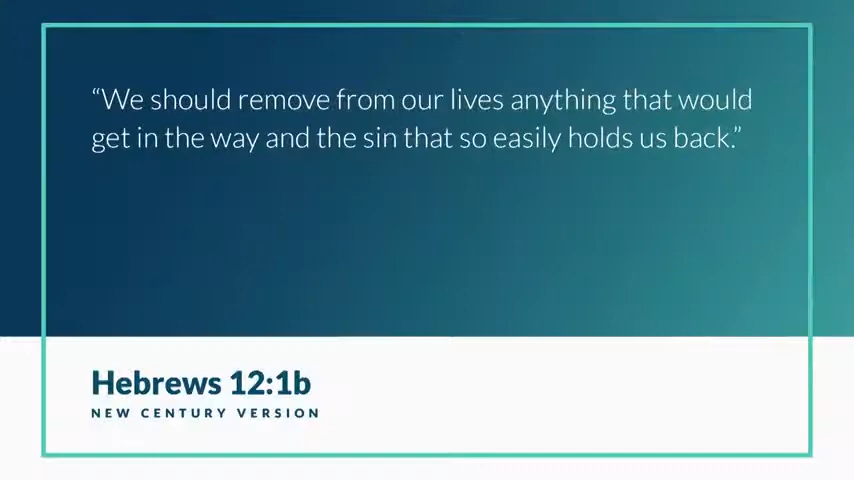 “We should remove from our lives anything that would
get in the way and the sin that so easily holds us back.”
Hebrews 12:1b
NEW CENTURY VERSION